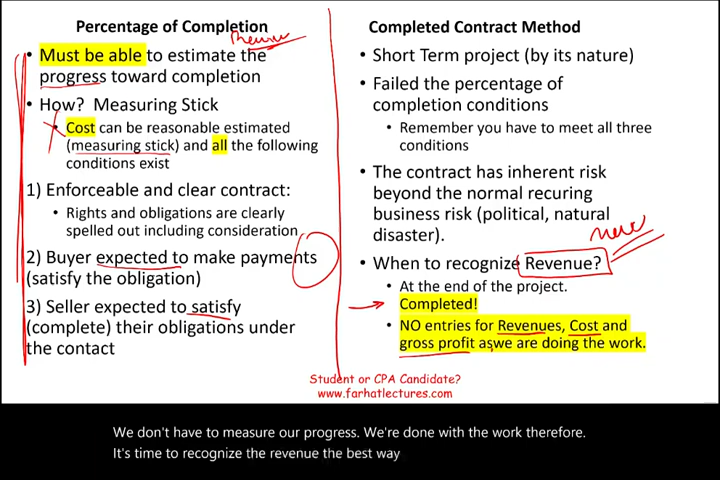 Percentage of Completion
• Must be able to estimate the
progress toward completion
• How? Measuring Stick
• Cost can be reasonable estimated
(measuring stick) and all the following
conditions exist
1) Enforceable and clear contract:
• Rights and obligations are clearly
spelled out including consideration
2) Buyer expected to make payments
(satisfy the obligation)
3) Seller expected to satisfy
(complete) their obligations under
the contact
Completed Contract Method
• Short Term project (by its nature)
• Failed the percentage of
completion conditions
• Remember you have to meet all three
conditions
• The contract has inherent risk
beyond the normal recuring
business risk (political, natural
disaster).
• When to recognize Revenue?
• At the end of the project.
Completed!
• NO entries for Revenues, Cost and
gross profit as we are doing the work.
Student or CPA Candidate?
www.farhatlectures.com
We don't have to measure our progress. We're done with the work therefore.
It's time to recognize the revenue the best way